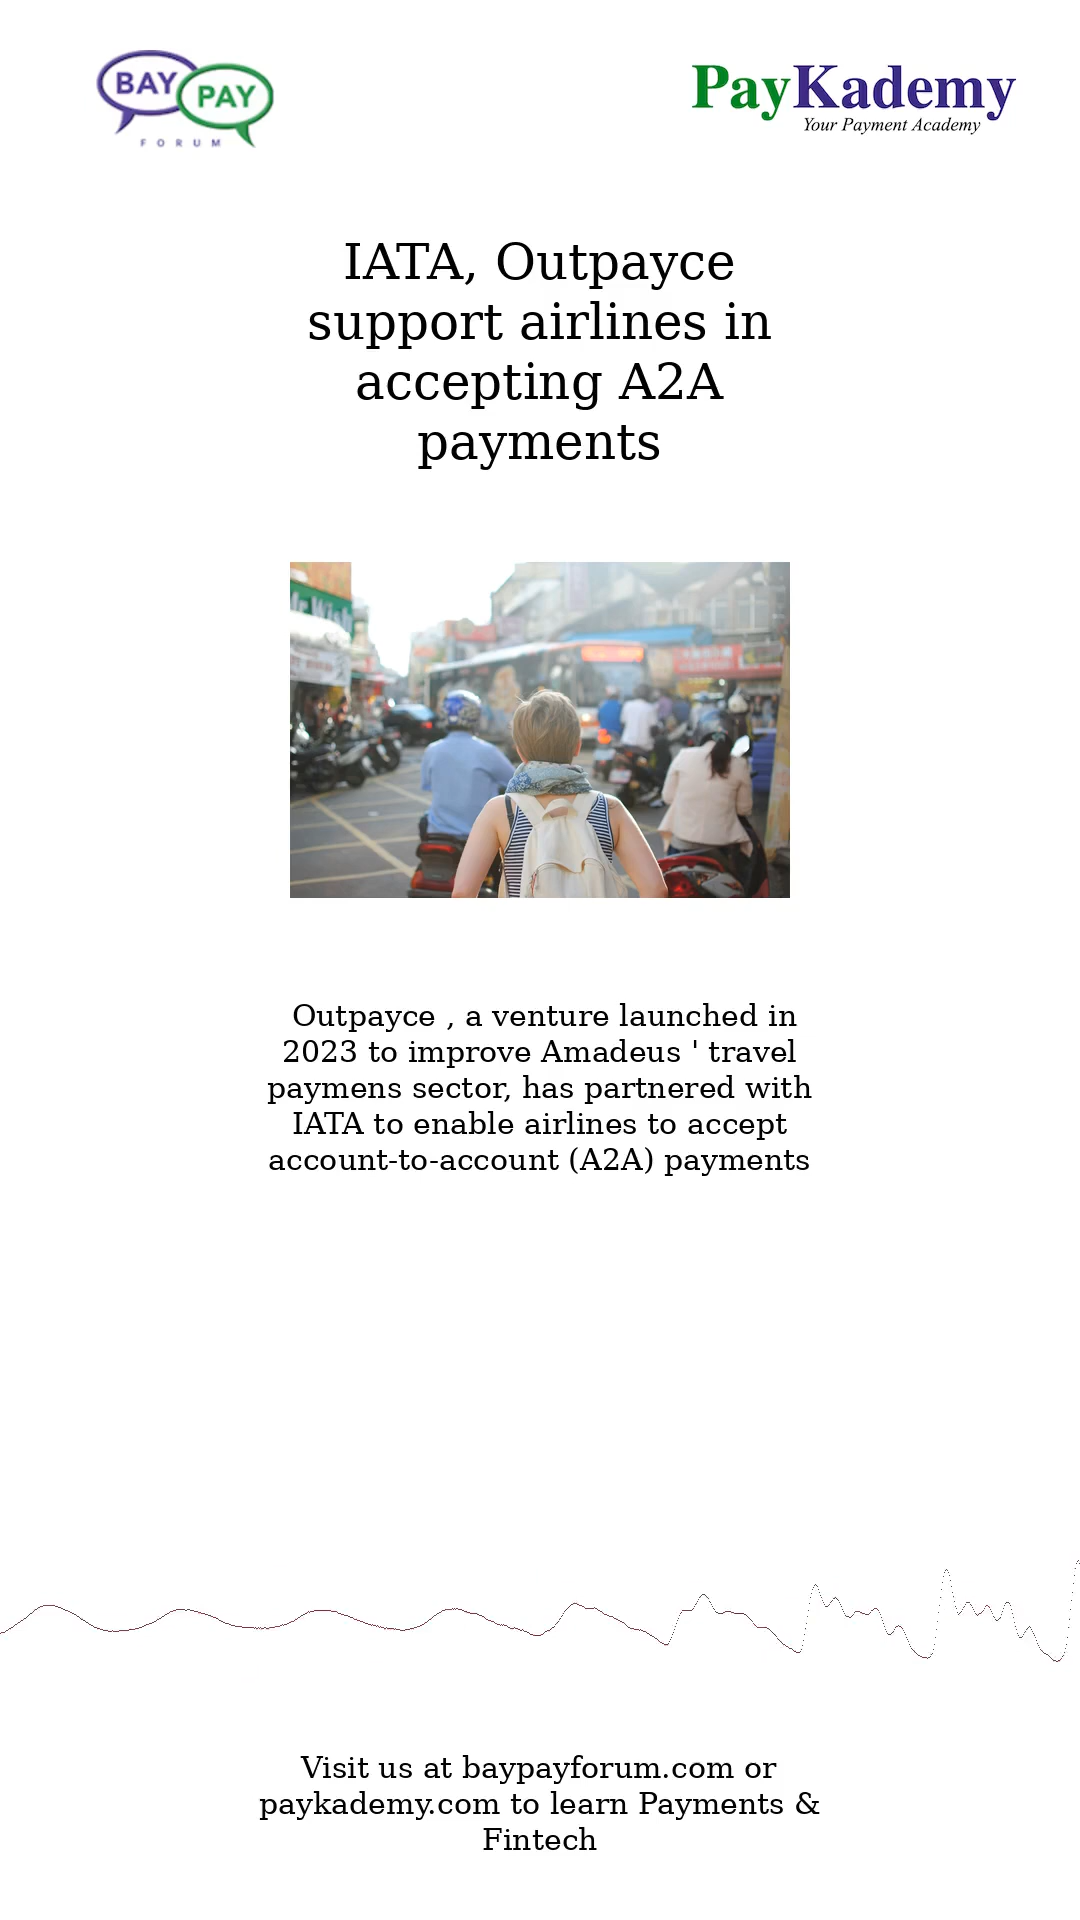 BAY
PAY
FORUM
PayKademy
Your Payment Academy
IATA, Outpayce
support airlines in
accepting A2A
payments
Outpayce , a venture launched in
2023 to improve Amadeus ' travel
paymens sector, has partnered with
IATA to enable airlines to accept
account-to-account (A2A) payments
Visit us at baypayforum.com or
paykademy.com to learn Payments &
Fintech